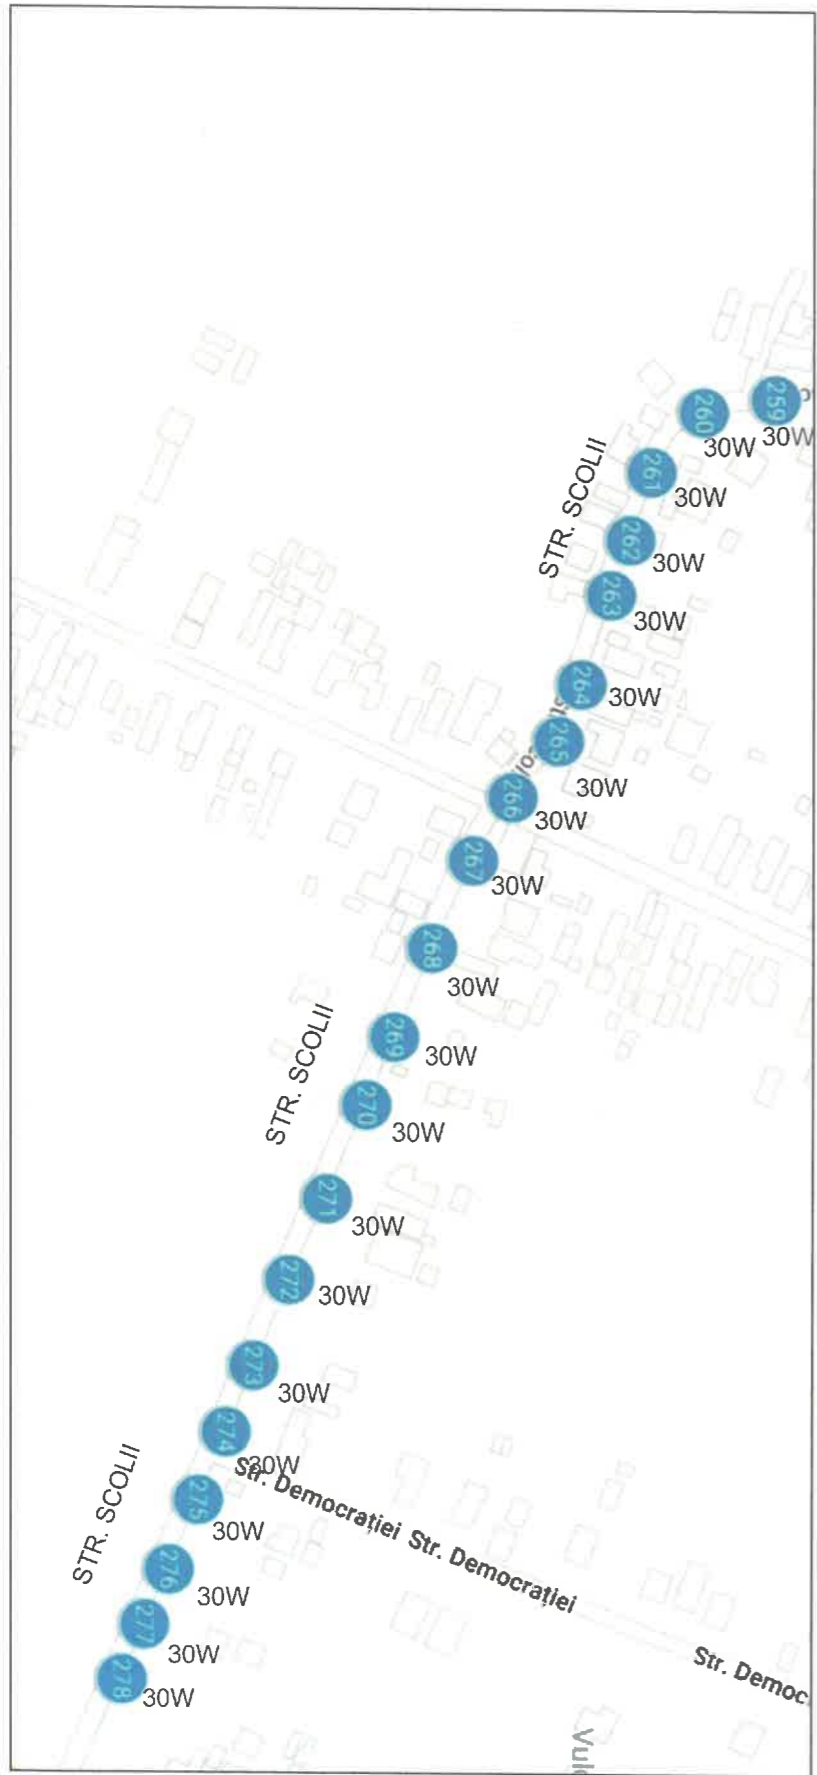 259
30W
260
30W
261
30W
STR. SCOLII
262
30W
263
30W
264
30W
265
30W
266
30W
267
30W
268
30W
STR. SCOLII
269
30W
270
30W
271
30W
272
30W
273
30W
274
30W
STR. SCOLII
Str. Democrației Str. Democrației
275
30W
276
30W
277
30W
278
30W
Str. Democ
Vulc